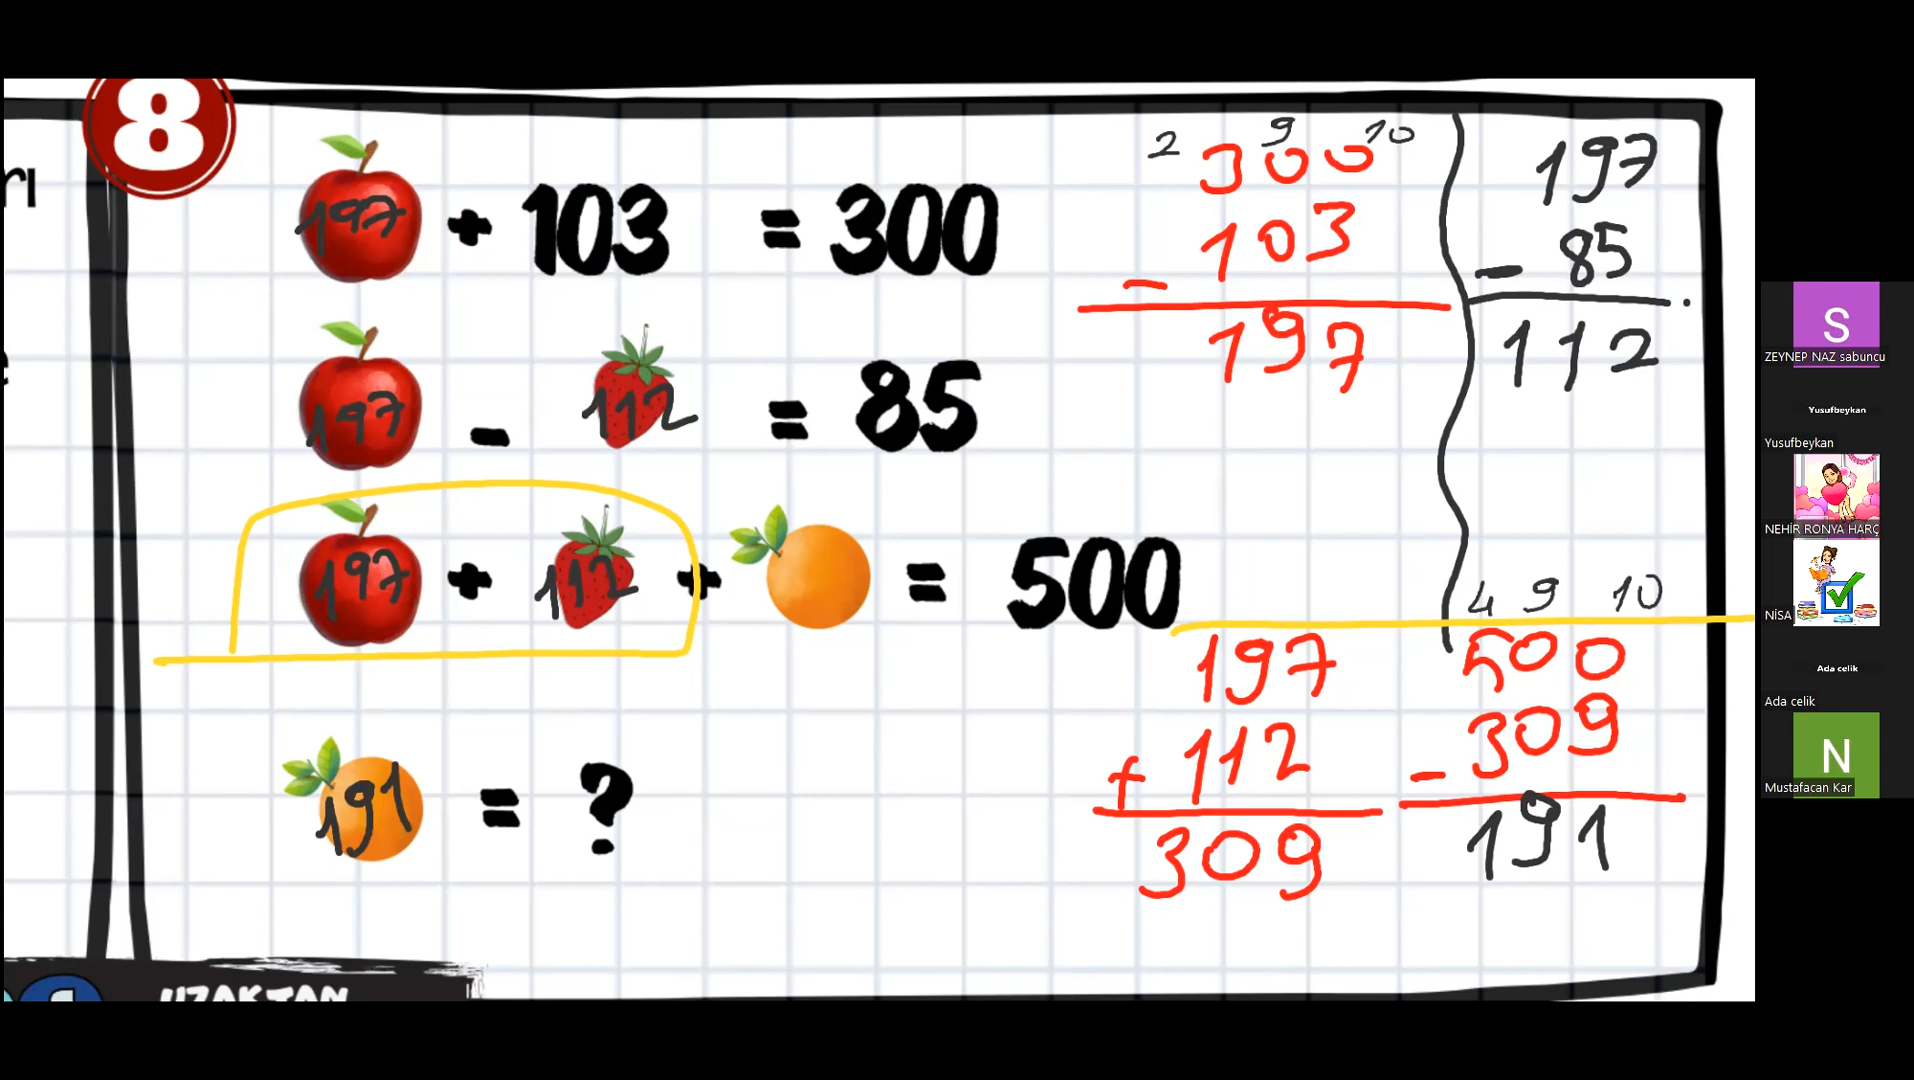 8
rı
e
197 + 103 = 300
197 - 112 = 85
197 + 112 + = 500
191 = ?
2 9 10
300
103
-
197
197
- 85
112
197
+ 112
309
4 9 10
500
- 309
191
UZAKTAN
S
ZEYNEP NAZ sabuncu
Yusufbeykan
Yusufbeykan
NEHİR RONYA HARÇ
NİSA
Ada celik
Ada celik
N
Mustafacan Kar